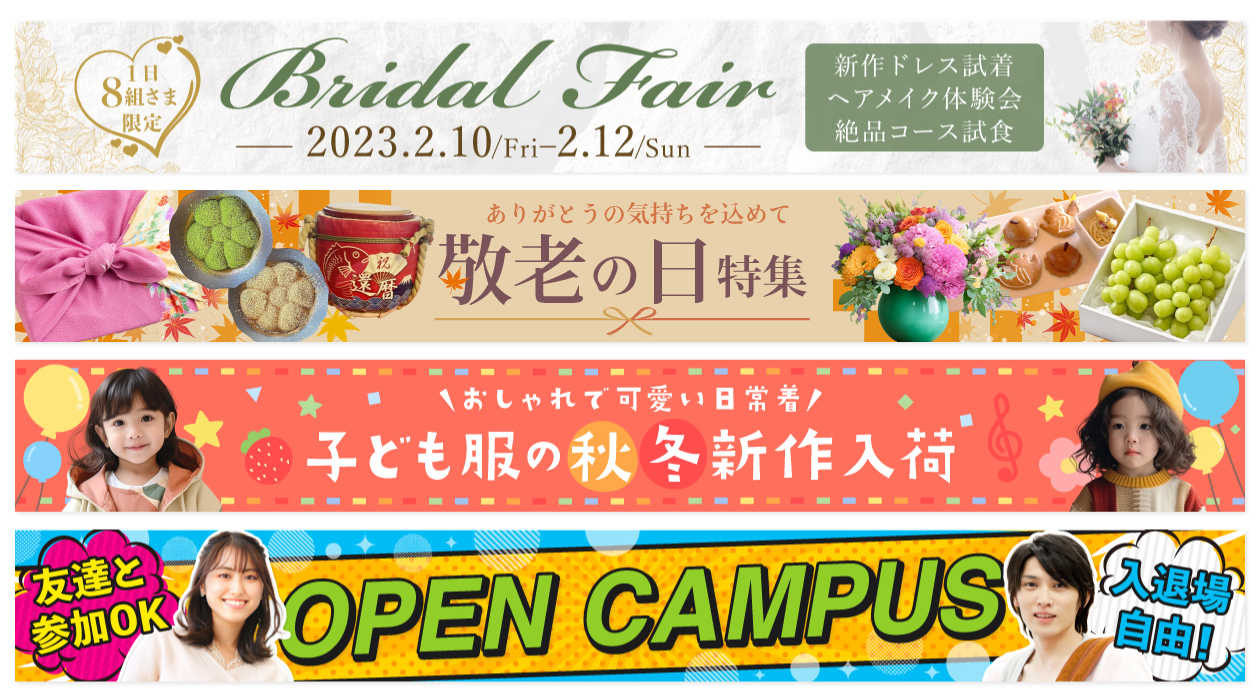 1日
8組さま
限定
Bridal Fair
2023.2.10/Fri–2.12/Sun
新作ドレス試着
ヘアメイク体験会
絶品コース試食
祝
還暦
ありがとうの気持ちを込めて
敬老の日特集
\おしゃれで可愛い日常着/
子ども服の秋冬新作入荷
友達と
参加OK
OPEN CAMPUS
入退場
自由!